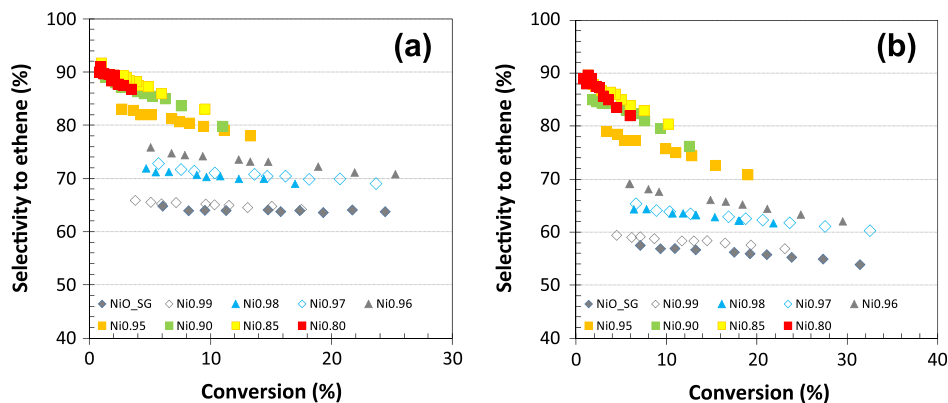 100
90
80
70
60
50
40
Selectivity to ethene (%)
(a)
NiO_SG Ni0.99 Ni0.98 Ni0.97 Ni0.96
Ni0.95 Ni0.90 Ni0.85 Ni0.80
0 10 20 30
Conversion (%)
100
90
80
70
60
50
40
Selectivity to ethene (%)
(b)
NiO_SG Ni0.99 Ni0.98 Ni0.97 Ni0.96
Ni0.95 Ni0.90 Ni0.85 Ni0.80
0 10 20 30 40
Conversion (%)